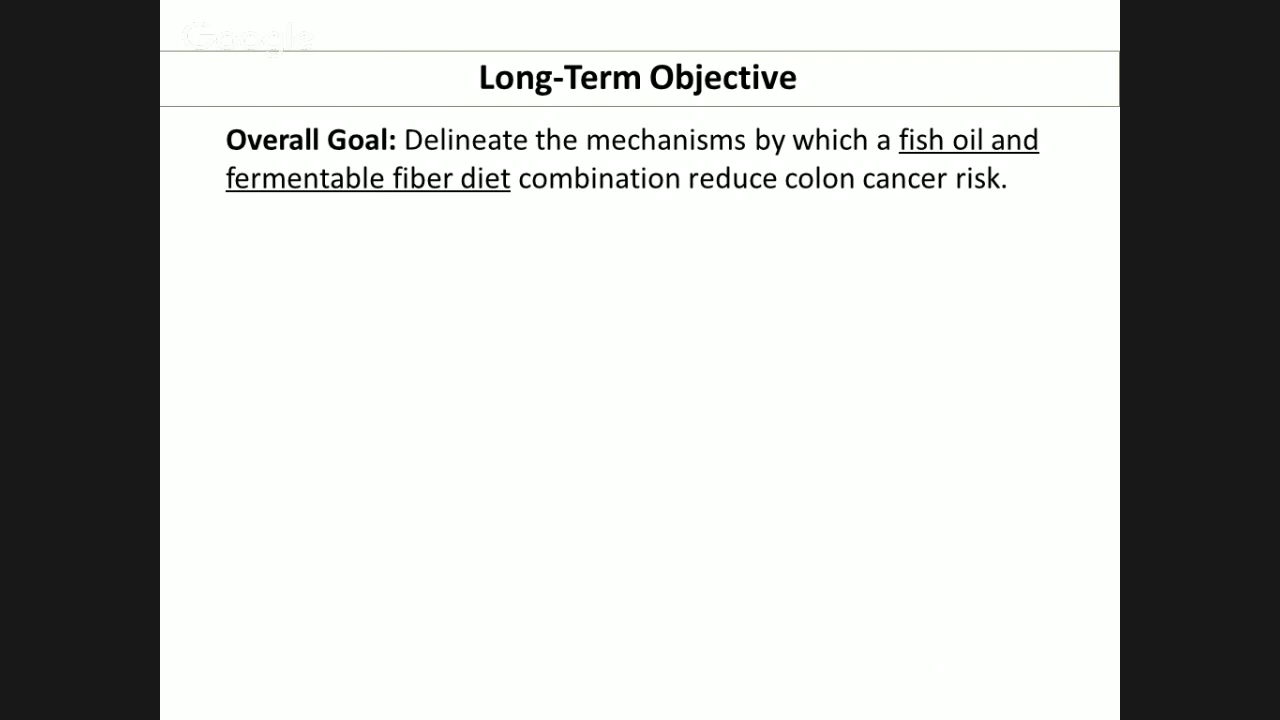 Google
Long-Term Objective
Overall Goal: Delineate the mechanisms by which a fish oil and
fermentable fiber diet combination reduce colon cancer risk.